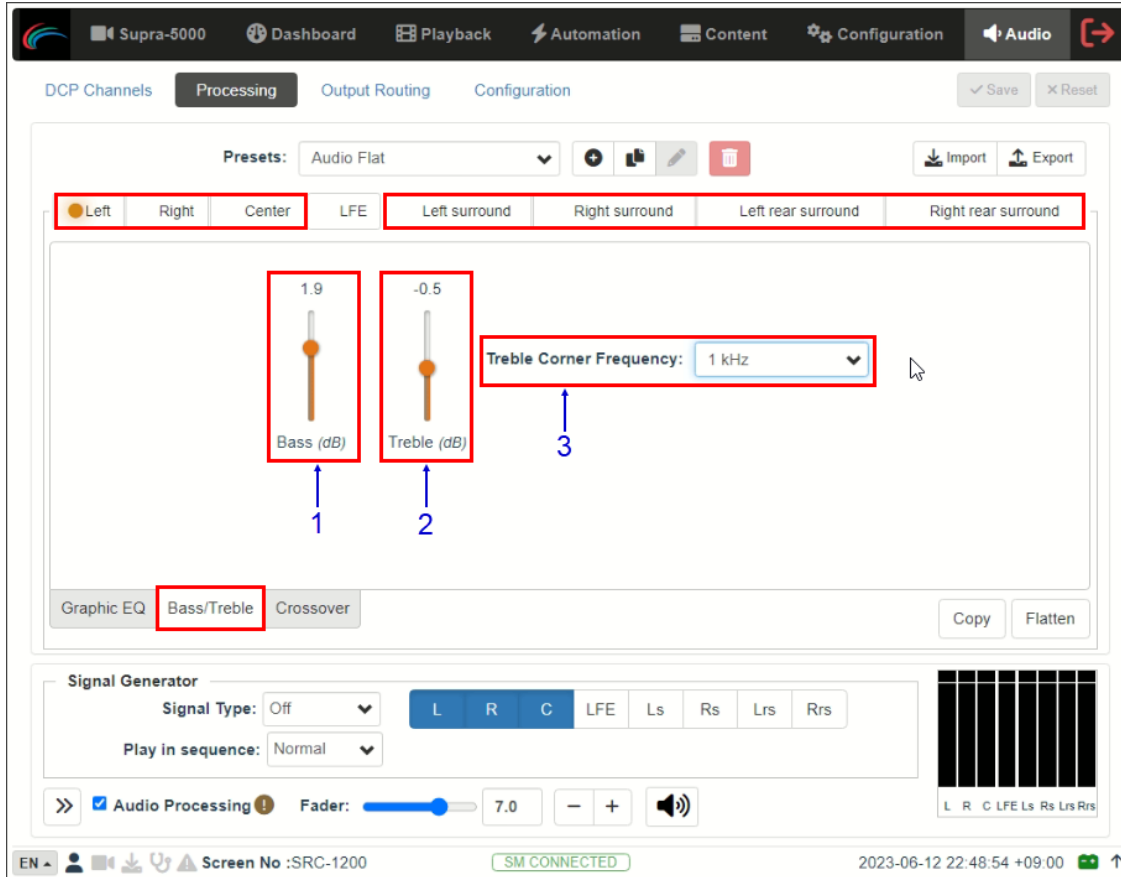 Supra-5000 Dashboard Playback Automation Content Configuration Audio
DCP Channels Processing Output Routing Configuration Save Reset
Presets: Audio Flat Import Export
Left Right Center LFE Left surround Right surround Left rear surround Right rear surround
1.9 -0.5
Treble Corner Frequency: 1 kHz
Bass (dB) Treble (dB)
3
1 2
Graphic EQ Bass/Treble Crossover
Copy Flatten
Signal Generator
Signal Type: Off L R C LFE Ls Rs Lrs Rrs
Play in sequence: Normal
Audio Processing Fader: 7.0
L R C LFE Ls Rs Lrs Rrs
EN Screen No :SRC-1200 SM CONNECTED 2023-06-12 22:48:54 +09:00